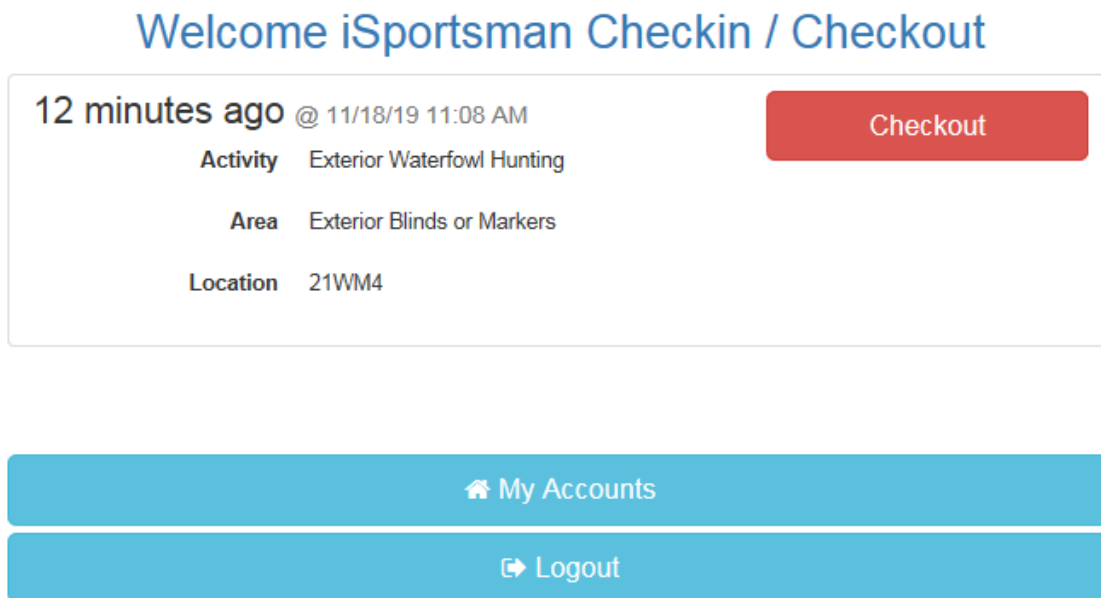 Welcome iSportsman Checkin / Checkout
12 minutes ago @ 11/18/19 11:08 AM
Checkout
Activity Exterior Waterfowl Hunting
Area Exterior Blinds or Markers
Location 21WM4
My Accounts
Logout